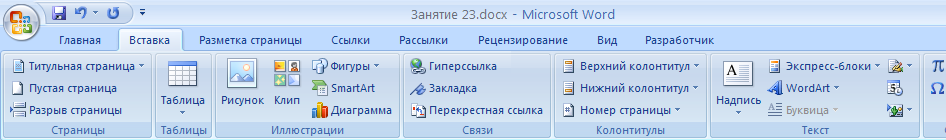 Занятие 23.docx - Microsoft Word
Главная Вставка Разметка страницы Ссылки Рассылки Рецензирование Вид Разработчик
Титульная страница
Пустая страница
Разрыв страницы
Страницы
Таблица
Таблицы
Рисунок
Клип
Фигуры
SmartArt
Диаграмма
Иллюстрации
Гиперссылка
Закладка
Перекрестная ссылка
Связи
Верхний колонтитул
Нижний колонтитул
Номер страницы
Колонтитулы
Надпись
Экспресс-блоки
WordArt
Буквица
Текст
π
Ω